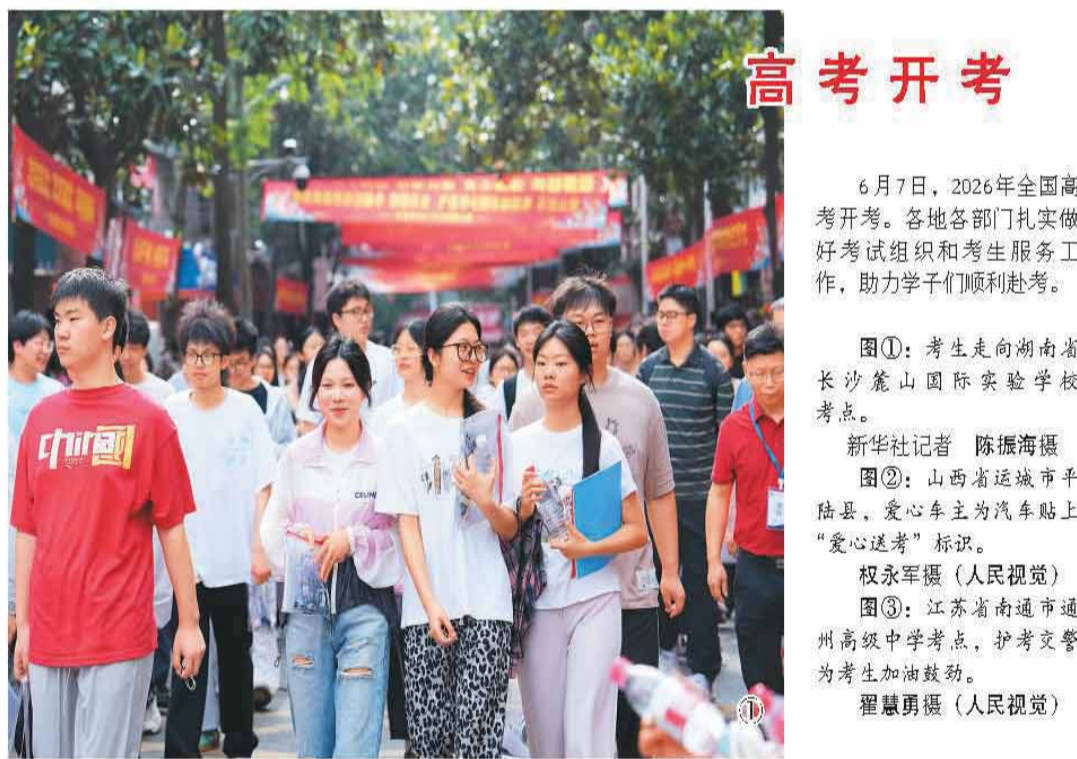 高考开考
6月7日，2026年全国高
考开考。各地各部门扎实做
好考试组织和考生服务工
作，助力学子们顺利赴考。
图①：考生走向湖南省
长沙麓山国际实验学校
考点。
新华社记者 陈振海摄
图②：山西省运城市平
陆县，爱心车主为汽车贴上
“爱心送考”标识。
权永军摄（人民视觉）
图③：江苏省南通市通
州高级中学考点，护考交警
为考生加油鼓劲。
翟慧勇摄（人民视觉）
CELINE
①